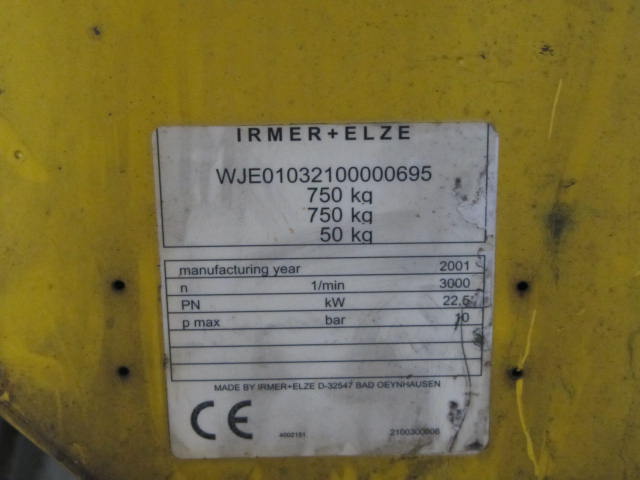 IRMER+ELZE
WJE01032100000695
750 kg
750 kg
50 kg
manufacturing year 2001
n 1/min 3000
PN kW 22,5
p max bar 10
MADE BY IRMER+ELZE D-32547 BAD OEYNHAUSEN
CE 4002151 2100300006